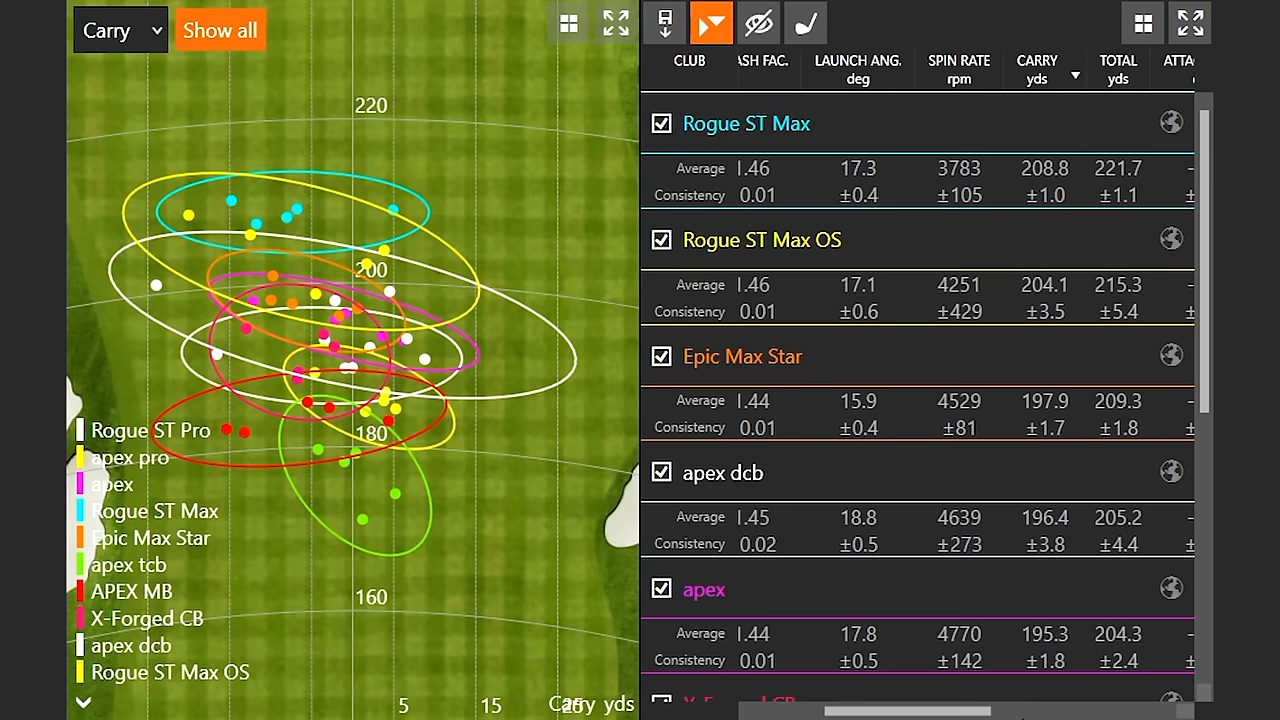 Carry
Show all
220
200
180
160
Rogue ST Pro
apex pro
apex
Rogue ST Max
Epic Max Star
apex tcb
APEX MB
X-Forged CB
apex dcb
Rogue ST Max OS
5 15 25
Carry yds
CLUB ASH FAC. LAUNCH ANG. SPIN RATE CARRY TOTAL ATTA
deg rpm yds yds
Rogue ST Max
Average 1.46 17.3 3783 208.8 221.7 -
Consistency 0.01 ±0.4 ±105 ±1.0 ±1.1 ±
Rogue ST Max OS
Average 1.46 17.1 4251 204.1 215.3 -
Consistency 0.01 ±0.6 ±429 ±3.5 ±5.4 ±
Epic Max Star
Average 1.44 15.9 4529 197.9 209.3 -
Consistency 0.01 ±0.4 ±81 ±1.7 ±1.8 ±
apex dcb
Average 1.45 18.8 4639 196.4 205.2 -
Consistency 0.02 ±0.5 ±273 ±3.8 ±4.4 ±
apex
Average 1.44 17.8 4770 195.3 204.3 -
Consistency 0.01 ±0.5 ±142 ±1.8 ±2.4 ±
X-Forged CB